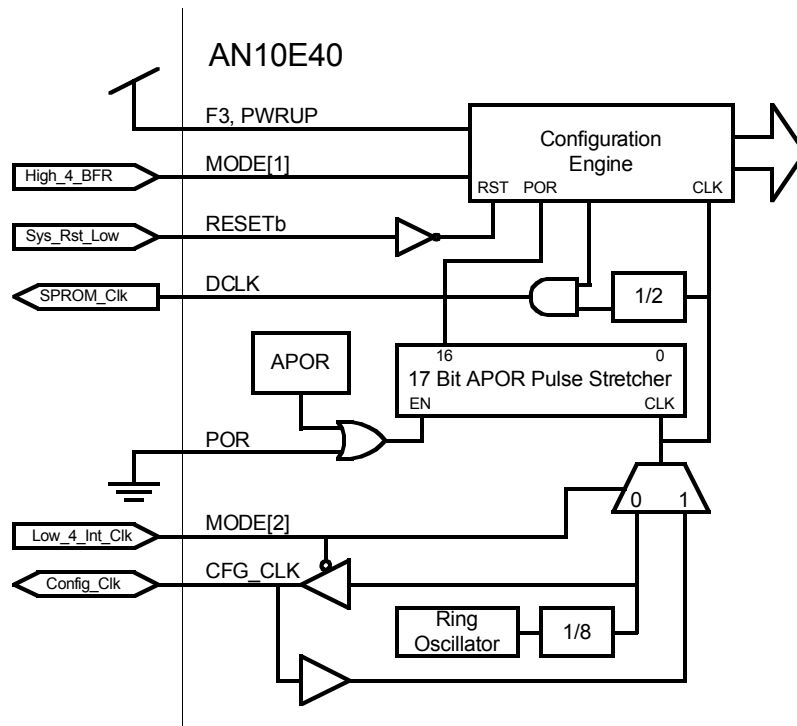 AN10E40
F3, PWRUP
Configuration
Engine
High_4_BFR
MODE[1]
RST POR CLK
Sys_Rst_Low
RESETb
SPROM_Clk
DCLK
1/2
APOR
16 0
17 Bit APOR Pulse Stretcher
EN CLK
POR
0 1
Low_4_Int_Clk
MODE[2]
Config_Clk
CFG_CLK
Ring
Oscillator
1/8